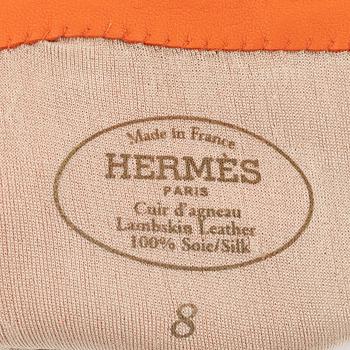 Made in France
HERMÈS
PARIS
Cuir d'agneau
Lambskin Leather
100% Soie/Silk
8